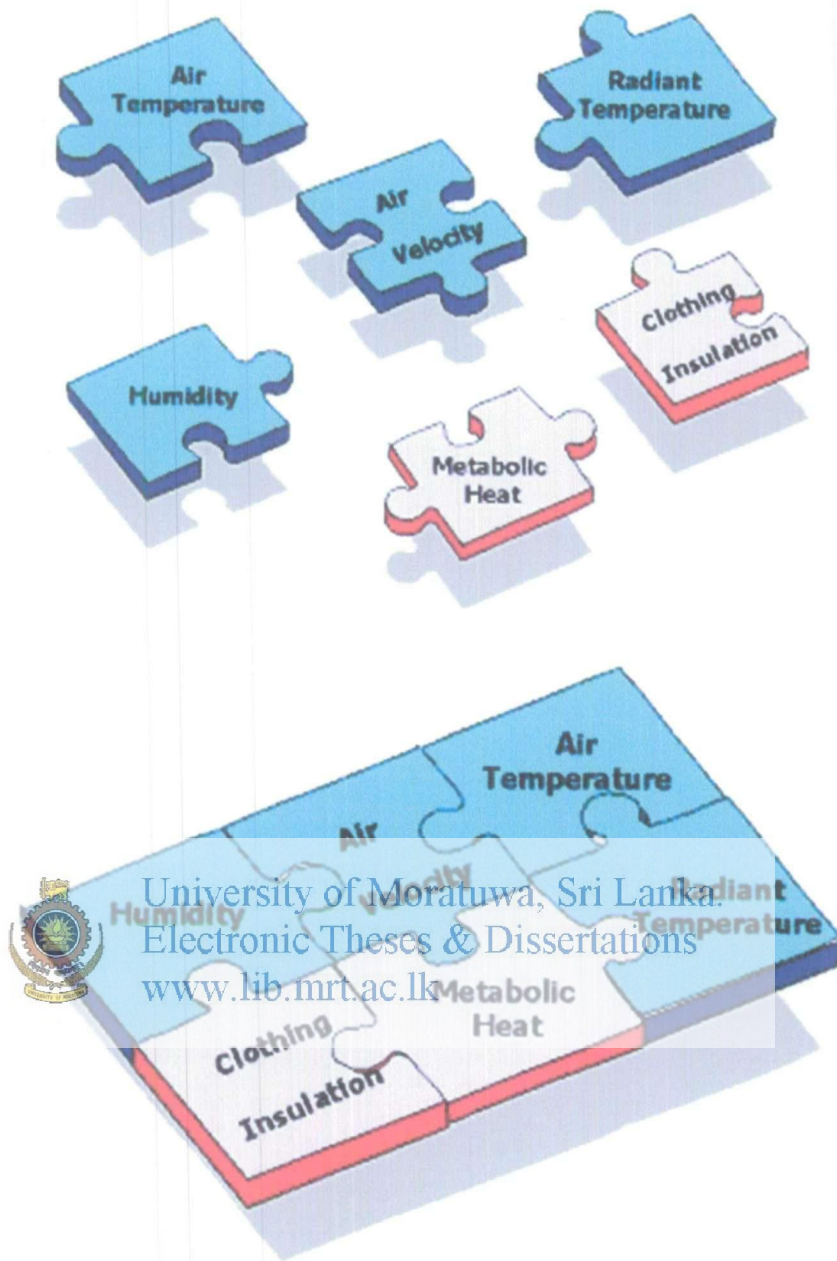 Air
Temperature
Radiant
Temperature
Air
Velocity
Clothing
Insulation
Humidity
Metabolic
Heat
Air
Temperature
Air
Velocity
Humidity
Radiant
Temperature
University of Moratuwa, Sri Lanka.
Electronic Theses & Dissertations
www.lib.mrt.ac.lk
Metabolic
Heat
Clothing
Insulation